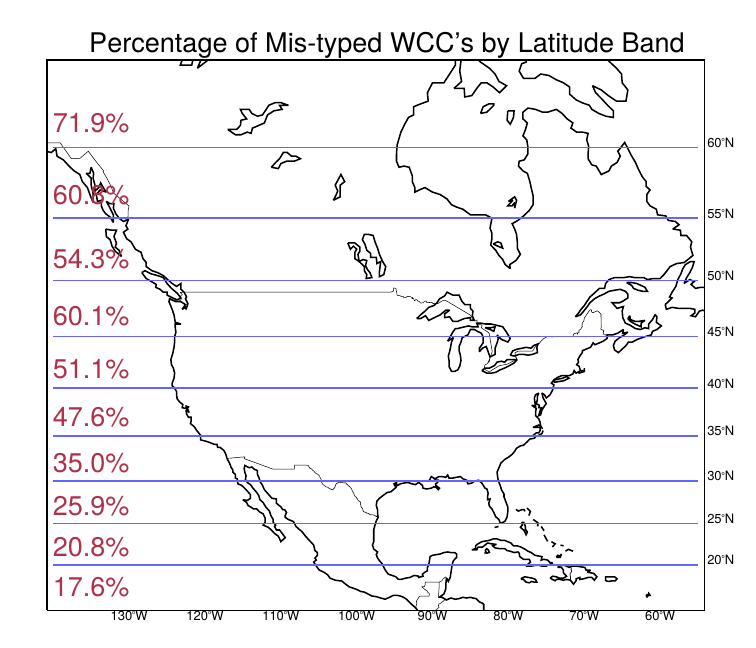 Percentage of Mis-typed WCC's by Latitude Band
71.9%
60°N
55°N
54.3%
50°N
60.1%
45°N
51.1%
40°N
47.6%
35°N
35.0%
30°N
25.9%
25°N
20.8%
20°N
17.6%
130°W 120°W 110°W 100°W 90°W 80°W 70°W 60°W